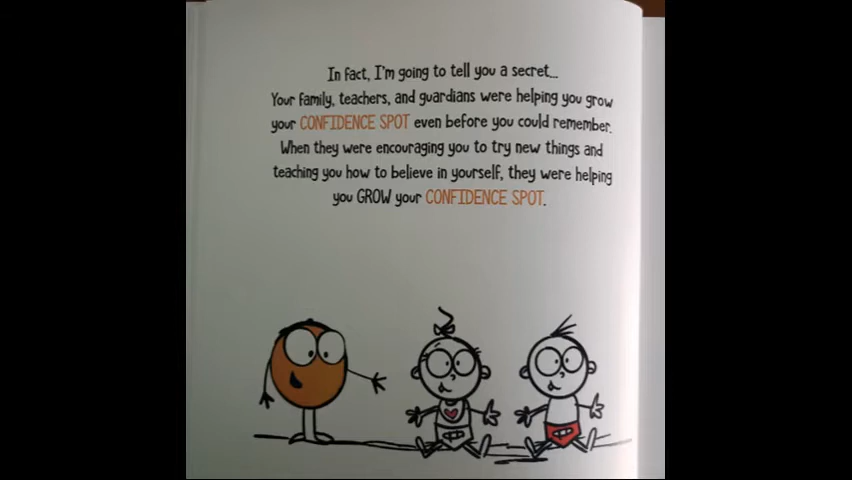 In fact, I'm going to tell you a secret...
Your family, teachers, and guardians were helping you grow
your CONFIDENCE SPOT even before you could remember.
When they were encouraging you to try new things and
teaching you how to believe in yourself, they were helping
you GROW your CONFIDENCE SPOT.